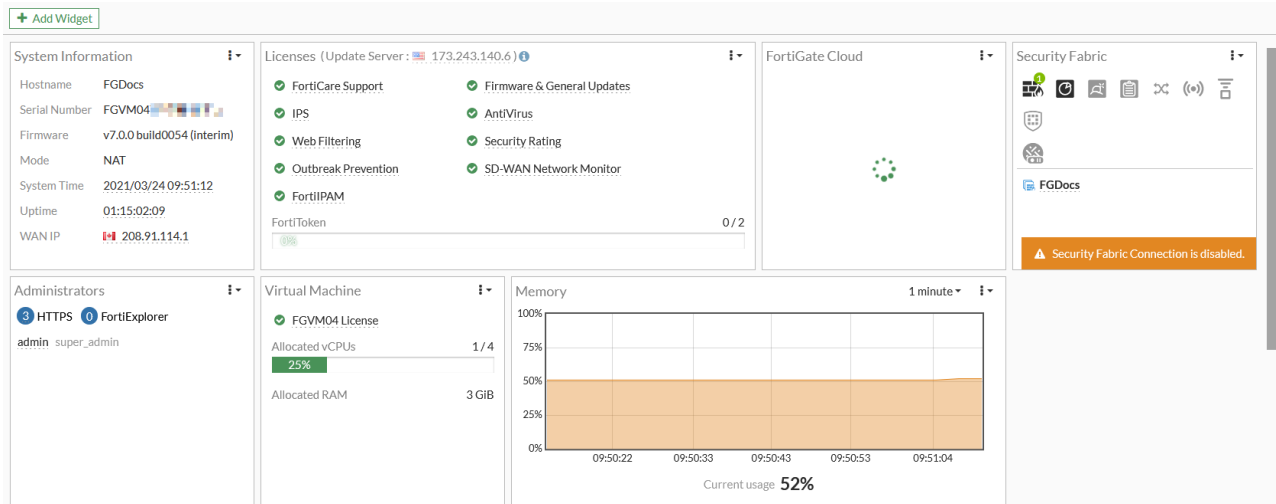 + Add Widget
System Information
Hostname FGDocs
Serial Number FGVM04
Firmware v7.0.0 build0054 (interim)
Mode NAT
System Time 2021/03/24 09:51:12
Uptime 01:15:02:09
WAN IP 208.91.114.1
Licenses (Update Server : 173.243.140.6)
FortiCare Support Firmware & General Updates
IPS AntiVirus
Web Filtering Security Rating
Outbreak Prevention SD-WAN Network Monitor
FortiIPAM
FortiToken 0 / 2
0%
FortiGate Cloud
Security Fabric
1
FGDocs
Security Fabric Connection is disabled.
Administrators
3 HTTPS 0 FortiExplorer
admin super_admin
Virtual Machine
FGVM04 License
Allocated vCPUs 1 / 4
25%
Allocated RAM 3 GiB
Memory 1 minute
100%
75%
50%
25%
0%
09:50:22 09:50:33 09:50:43 09:50:53 09:51:04
Current usage 52%